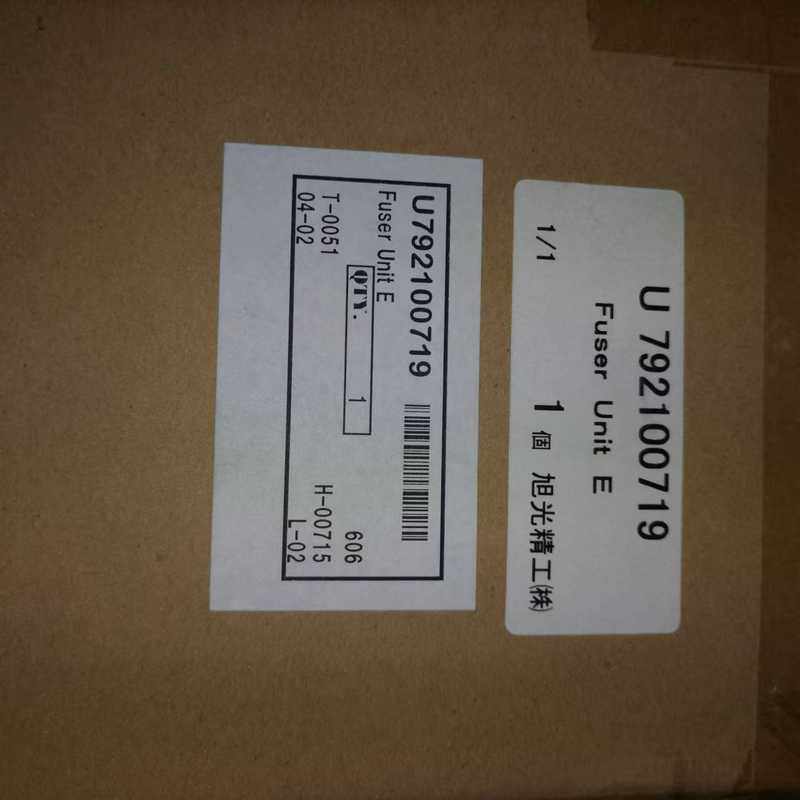 U792100719
Fuser Unit E
QTY. 1
606
T-0051 H-00715
04-02 L-02
U 792100719
Fuser Unit E
1/1 1 個 旭光精工(株)